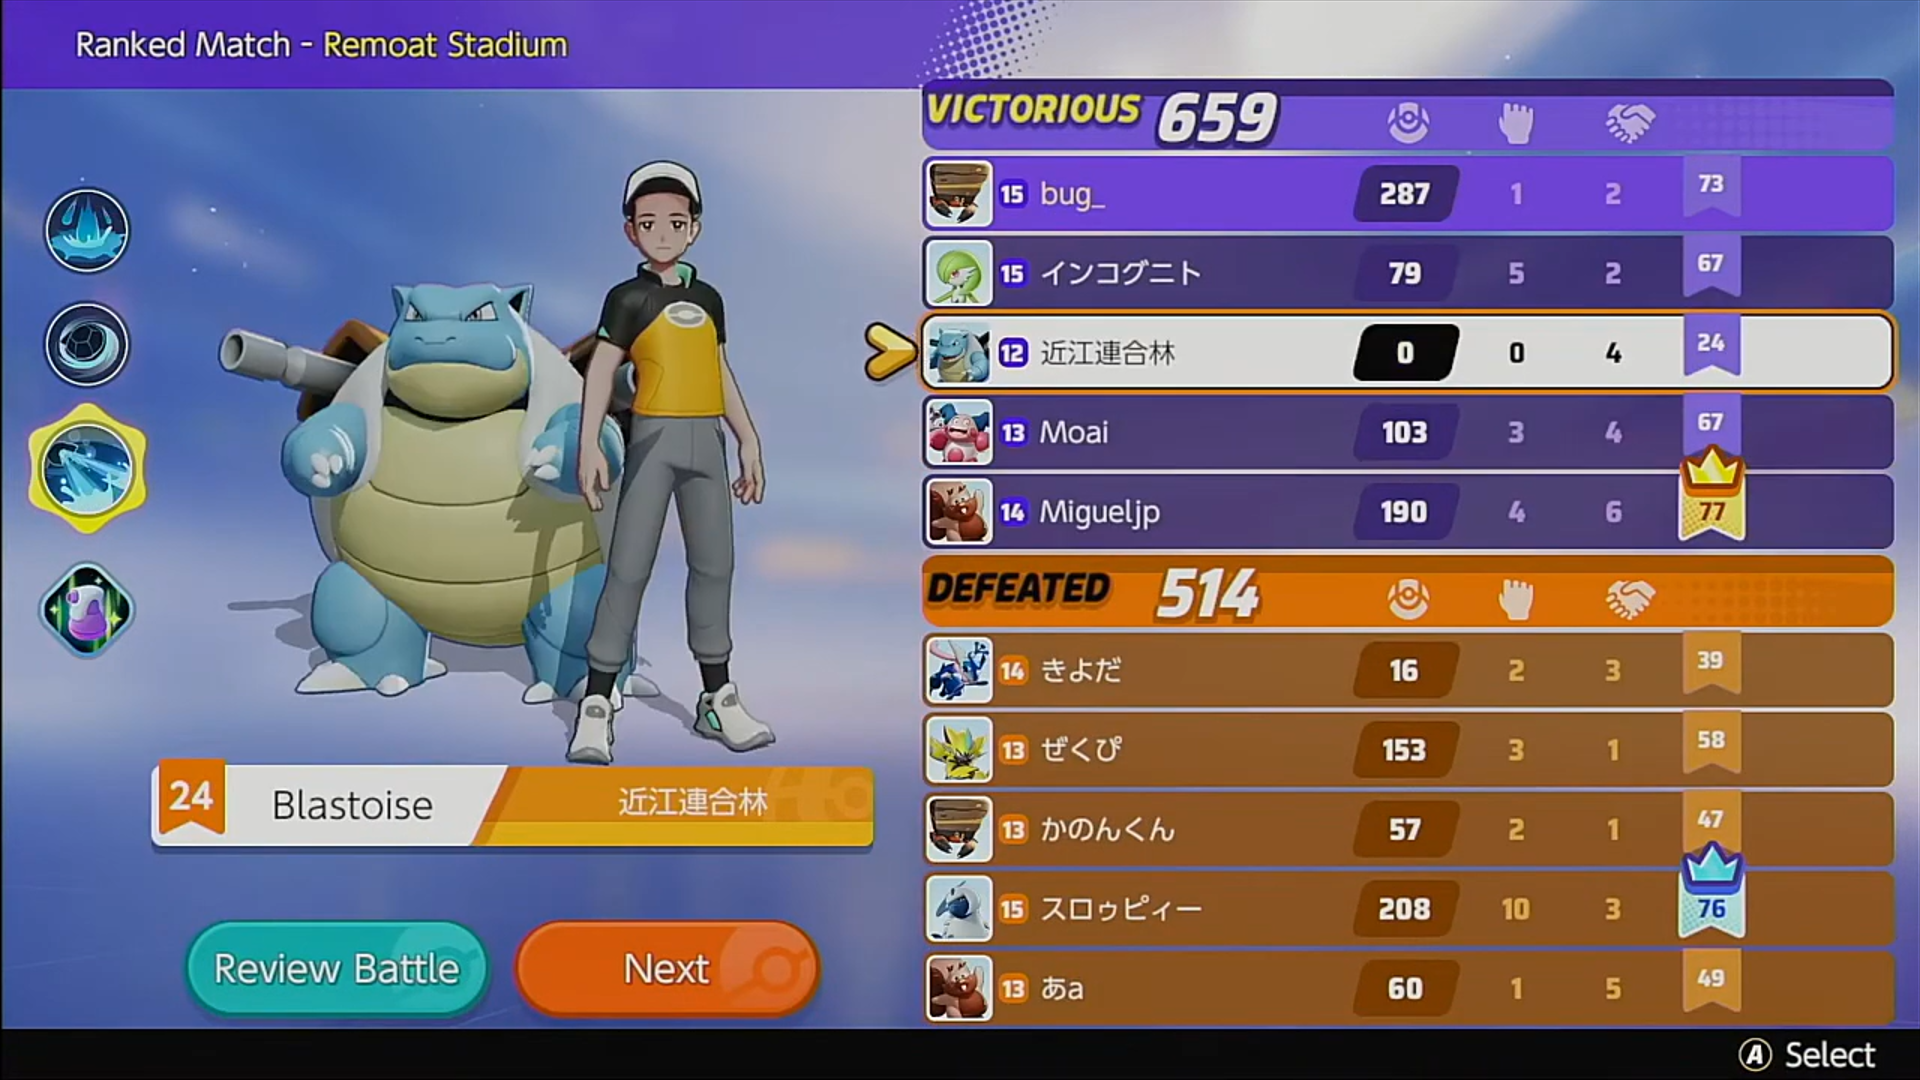 Ranked Match - Remoat Stadium
VICTORIOUS 659
15 bug_ 287 1 2 73
15 インコグニト 79 5 2 67
12 近江連合林 0 0 4 24
13 Moai 103 3 4 67
14 Migueljp 190 4 6 77
DEFEATED 514
14 きよだ 16 2 3 39
13 ぜくぴ 153 3 1 58
13 かのんくん 57 2 1 47
15 スロゥピィー 208 10 3 76
13 あa 60 1 5 49
24 Blastoise 近江連合林
Review Battle
Next
A Select